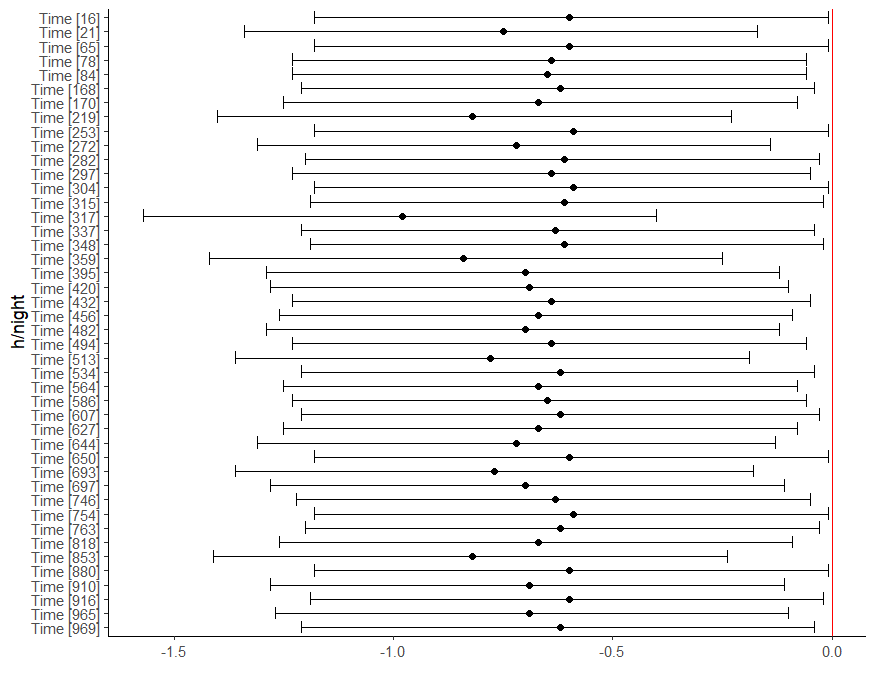 Time [16]
Time [21]
Time [65]
Time [78]
Time [84]
Time [168]
Time [170]
Time [219]
Time [253]
Time [272]
Time [282]
Time [297]
Time [304]
Time [315]
Time [317]
Time [337]
Time [348]
Time [359]
Time [395]
Time [420]
Time [432]
Time [456]
Time [482]
Time [494]
Time [513]
Time [534]
Time [564]
Time [586]
Time [607]
Time [627]
Time [644]
Time [650]
Time [693]
Time [697]
Time [746]
Time [754]
Time [763]
Time [818]
Time [853]
Time [880]
Time [910]
Time [916]
Time [965]
Time [969]
h/night
-1.5 -1.0 -0.5 0.0